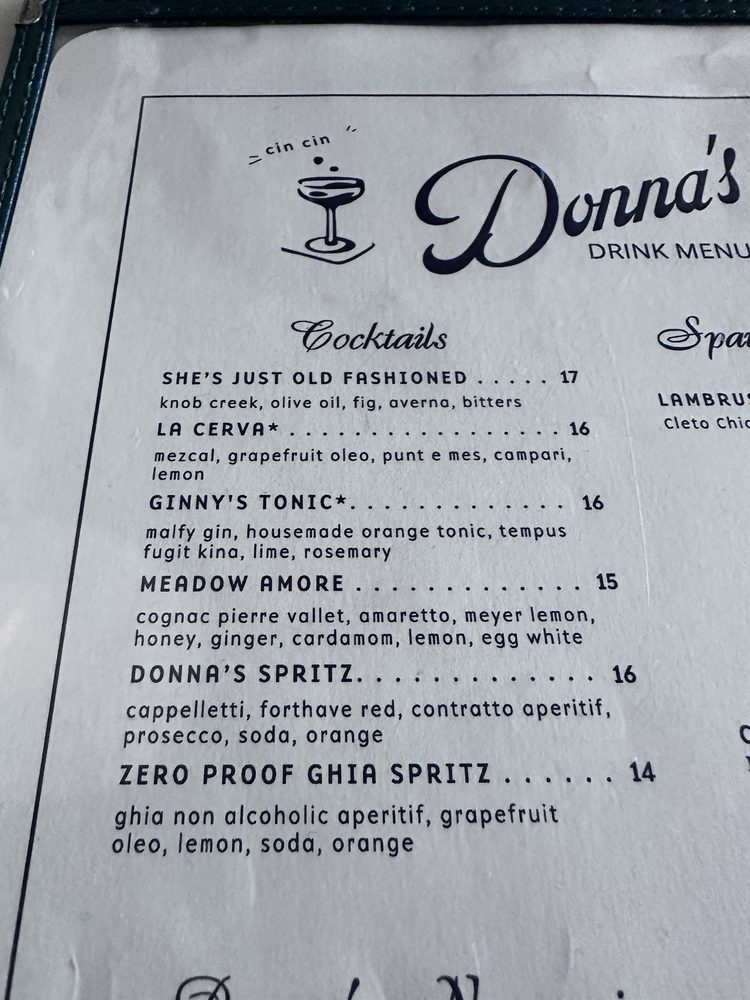 cin cin
Donna's
DRINK MENU
Cocktails
SHE'S JUST OLD FASHIONED . . . . . 17
knob creek, olive oil, fig, averna, bitters
LA CERVA* . . . . . . . . . . . . . . . . . . 16
mezcal, grapefruit oleo, punt e mes, campari,
lemon
GINNY'S TONIC*. . . . . . . . . . . . . . 16
malfy gin, housemade orange tonic, tempus
fugit kina, lime, rosemary
MEADOW AMORE . . . . . . . . . . . . . 15
cognac pierre vallet, amaretto, meyer lemon,
honey, ginger, cardamom, lemon, egg white
DONNA'S SPRITZ. . . . . . . . . . . . . 16
cappelletti, forthave red, contratto aperitif,
prosecco, soda, orange
ZERO PROOF GHIA SPRITZ . . . . . . 14
ghia non alcoholic aperitif, grapefruit
oleo, lemon, soda, orange
Cleto